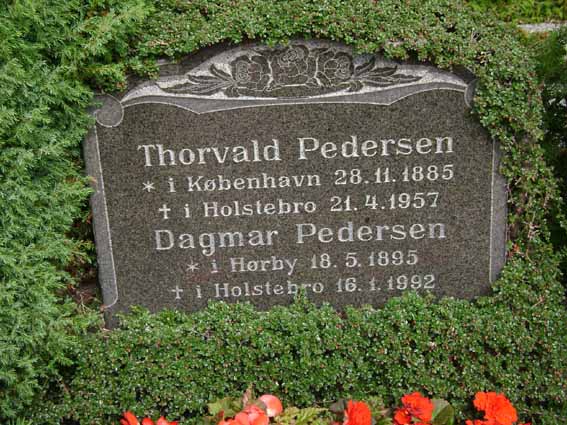 Thorvald Pedersen
* i København 28.11.1885
† i Holstebro 21.4.1957
Dagmar Pedersen
* i Hørby 18.5.1895
† i Holstebro 16.1.1992